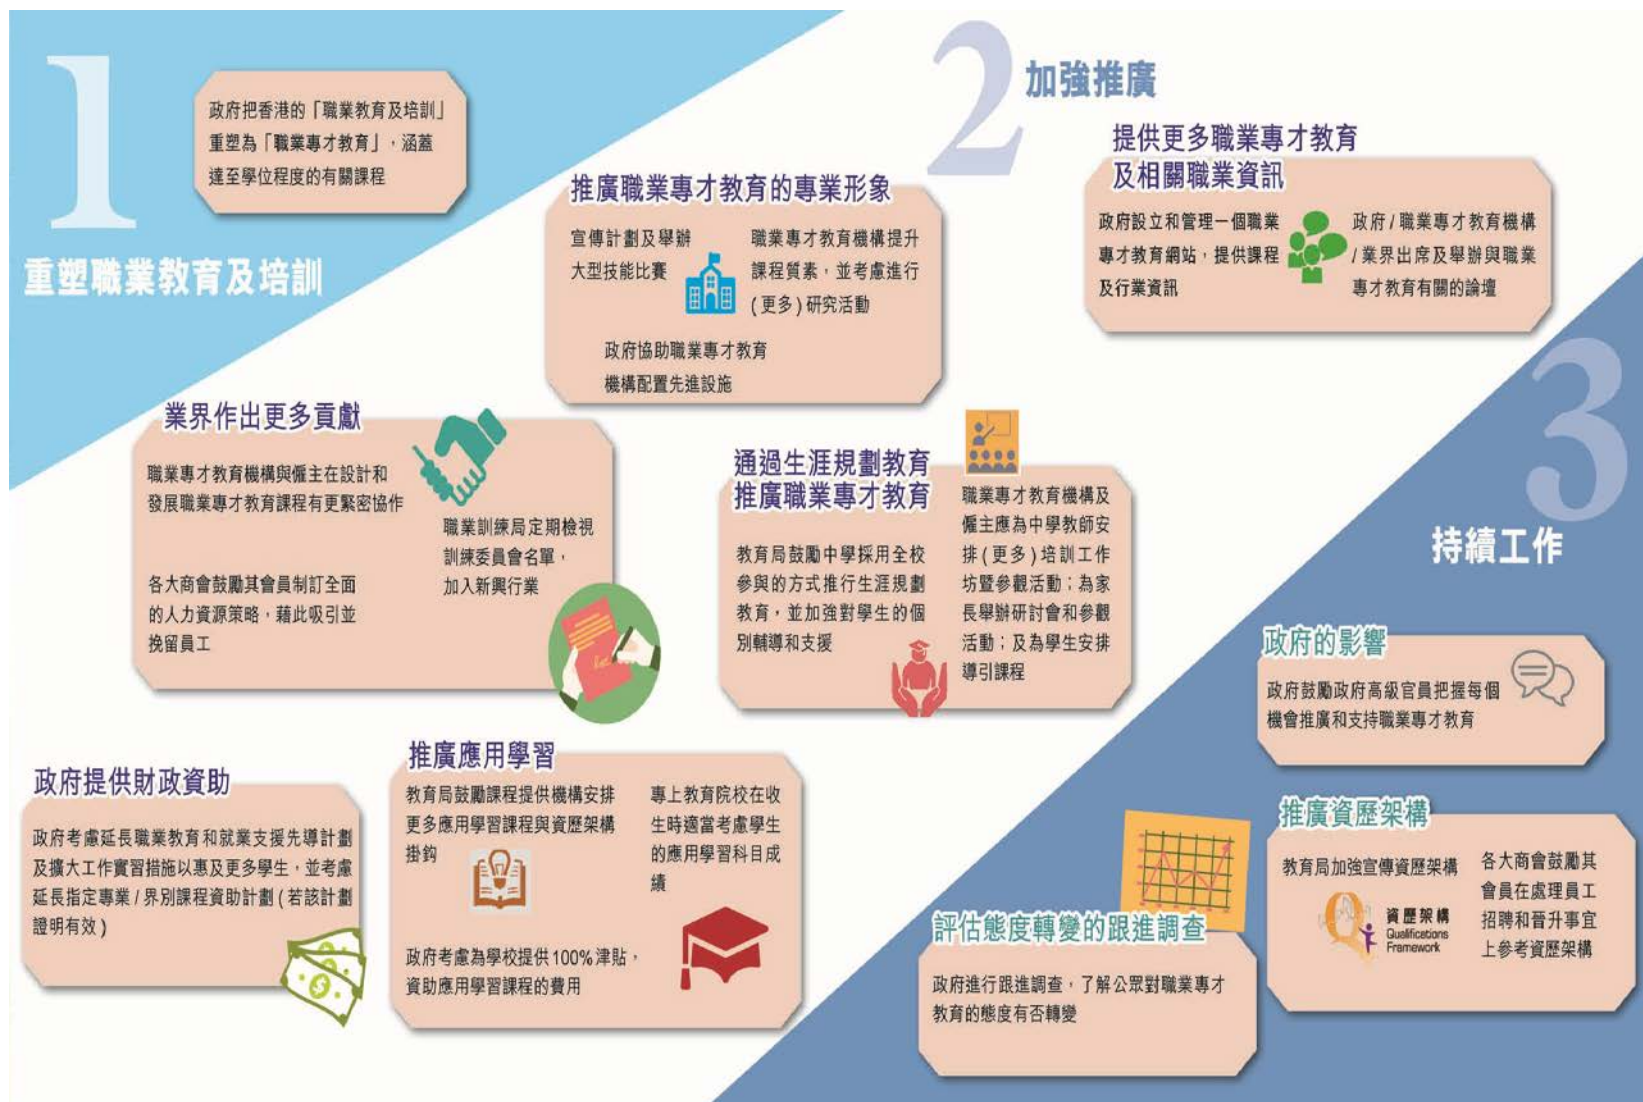 1
重塑職業教育及培訓
政府把香港的「職業教育及培訓」
重塑為「職業專才教育」，涵蓋
達至學位程度的有關課程
2
加強推廣
推廣職業專才教育的專業形象
宣傳計劃及舉辦
大型技能比賽
職業專才教育機構提升
課程質素，並考慮進行
(更多)研究活動
政府協助職業專才教育
機構配置先進設施
提供更多職業專才教育
及相關職業資訊
政府設立和管理一個職業
專才教育網站，提供課程
及行業資訊
政府/職業專才教育機構
/業界出席及舉辦與職業
專才教育有關的論壇
業界作出更多貢獻
職業專才教育機構與僱主在設計和
發展職業專才教育課程有更緊密協作
各大商會鼓勵其會員制訂全面
的人力資源策略，藉此吸引並
挽留員工
職業訓練局定期檢視
訓練委員會名單，
加入新興行業
通過生涯規劃教育
推廣職業專才教育
教育局鼓勵中學採用全校
參與的方式推行生涯規劃
教育，並加強對學生的個
別輔導和支援
職業專才教育機構及
僱主應為中學教師安
排(更多)培訓工作
坊暨參觀活動；為家
長舉辦研討會和參觀
活動；及為學生安排
導引課程
政府提供財政資助
政府考慮延長職業教育和就業支援先導計劃
及擴大工作實習措施以惠及更多學生，並考慮
延長指定專業/界別課程資助計劃(若該計劃
證明有效)
推廣應用學習
教育局鼓勵課程提供機構安排
更多應用學習課程與資歷架構
掛鈎
專上教育院校在收
生時適當考慮學生
的應用學習科目成
績
政府考慮為學校提供100%津貼，
資助應用學習課程的費用
3
持續工作
政府的影響
政府鼓勵政府高級官員把握每個
機會推廣和支持職業專才教育
推廣資歷架構
教育局加強宣傳資歷架構
資歷架構
Qualifications
Framework
各大商會鼓勵其
會員在處理員工
招聘和晉升事宜
上參考資歷架構
評估態度轉變的跟進調查
政府進行跟進調查，了解公眾對職業專才
教育的態度有否轉變